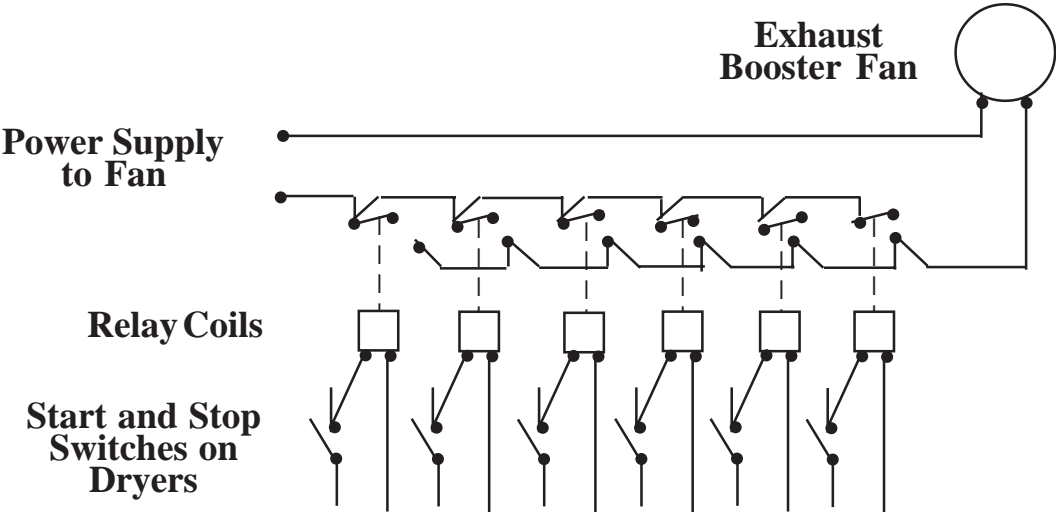 Exhaust
Booster Fan
Power Supply
to Fan
Relay Coils
Start and Stop
Switches on
Dryers